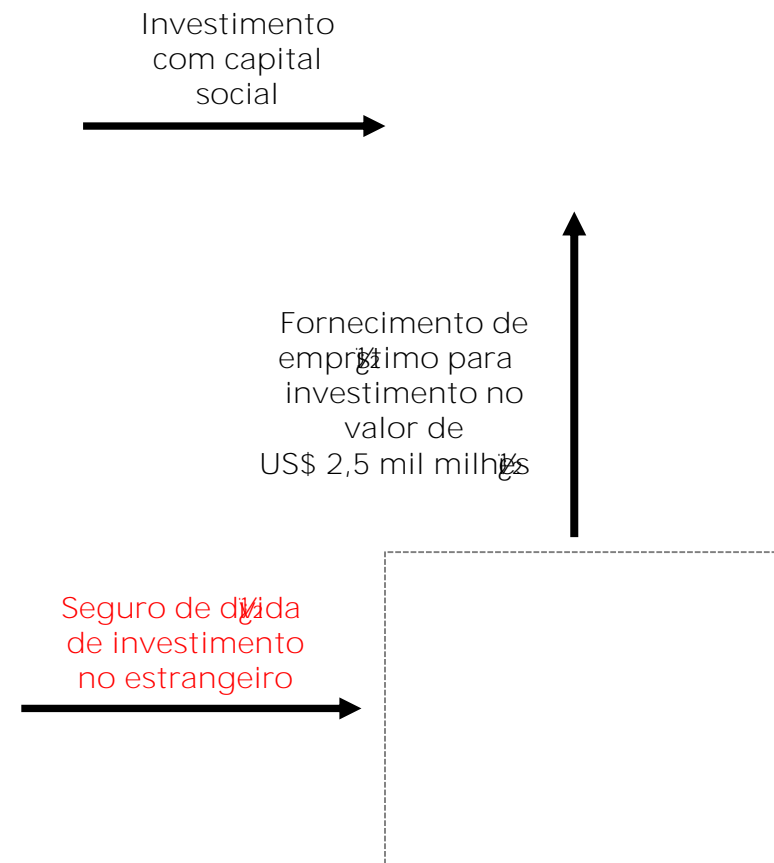 Investimento
com capital
social
Fornecimento de
para
investimento no
valor de
US$ 2,5 mil
Seguro de
de investimento
no estrangeiro